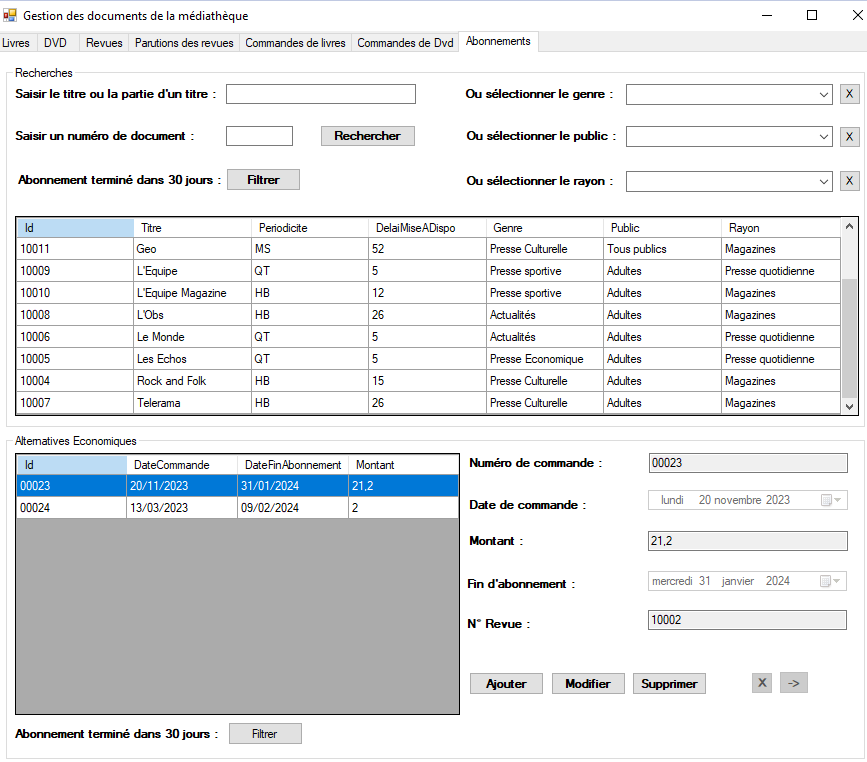 Gestion des documents de la médiathèque
Livres DVD Revues Parutions des revues Commandes de livres Commandes de Dvd Abonnements
Recherches
Saisir le titre ou la partie d'un titre : Ou sélectionner le genre : X
Saisir un numéro de document : Rechercher Ou sélectionner le public : X
Abonnement terminé dans 30 jours : Filtrer Ou sélectionner le rayon : X
Id Titre Periodicite DelaiMiseADispo Genre Public Rayon
10011 Geo MS 52 Presse Culturelle Tous publics Magazines
10009 L'Equipe QT 5 Presse sportive Adultes Presse quotidienne
10010 L'Equipe Magazine HB 12 Presse sportive Adultes Magazines
10008 L'Obs HB 26 Actualités Adultes Magazines
10006 Le Monde QT 5 Actualités Adultes Presse quotidienne
10005 Les Echos QT 5 Presse Economique Adultes Presse quotidienne
10004 Rock and Folk HB 15 Presse Culturelle Adultes Magazines
10007 Telerama HB 26 Presse Culturelle Adultes Magazines
Alternatives Economiques
Id DateCommande DateFinAbonnement Montant
00023 20/11/2023 31/01/2024 21,2
00024 13/03/2023 09/02/2024 2
Numéro de commande : 00023
Date de commande : lundi 20 novembre 2023
Montant : 21,2
Fin d'abonnement : mercredi 31 janvier 2024
N° Revue : 10002
Ajouter Modifier Supprimer X ->
Abonnement terminé dans 30 jours : Filtrer